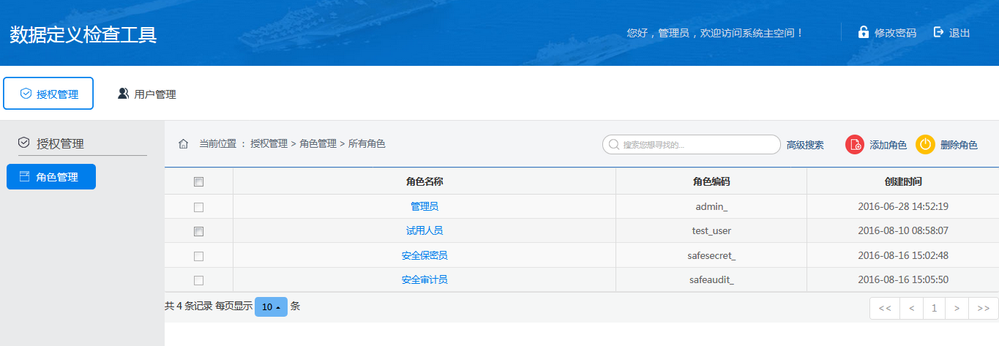 数据定义检查工具
您好，管理员，欢迎访问系统主空间！ 修改密码 退出
授权管理 用户管理
授权管理
角色管理
当前位置 ： 授权管理 > 角色管理 > 所有角色 搜索您想寻找的... 高级搜索 添加角色 删除角色
角色名称 角色编码 创建时间
管理员 admin_ 2016-06-28 14:52:19
试用人员 test_user 2016-08-10 08:58:07
安全保密员 safesecret_ 2016-08-16 15:02:48
安全审计员 safeaudit_ 2016-08-16 15:05:50
共 4 条记录 每页显示 10 条 << < 1 > >>